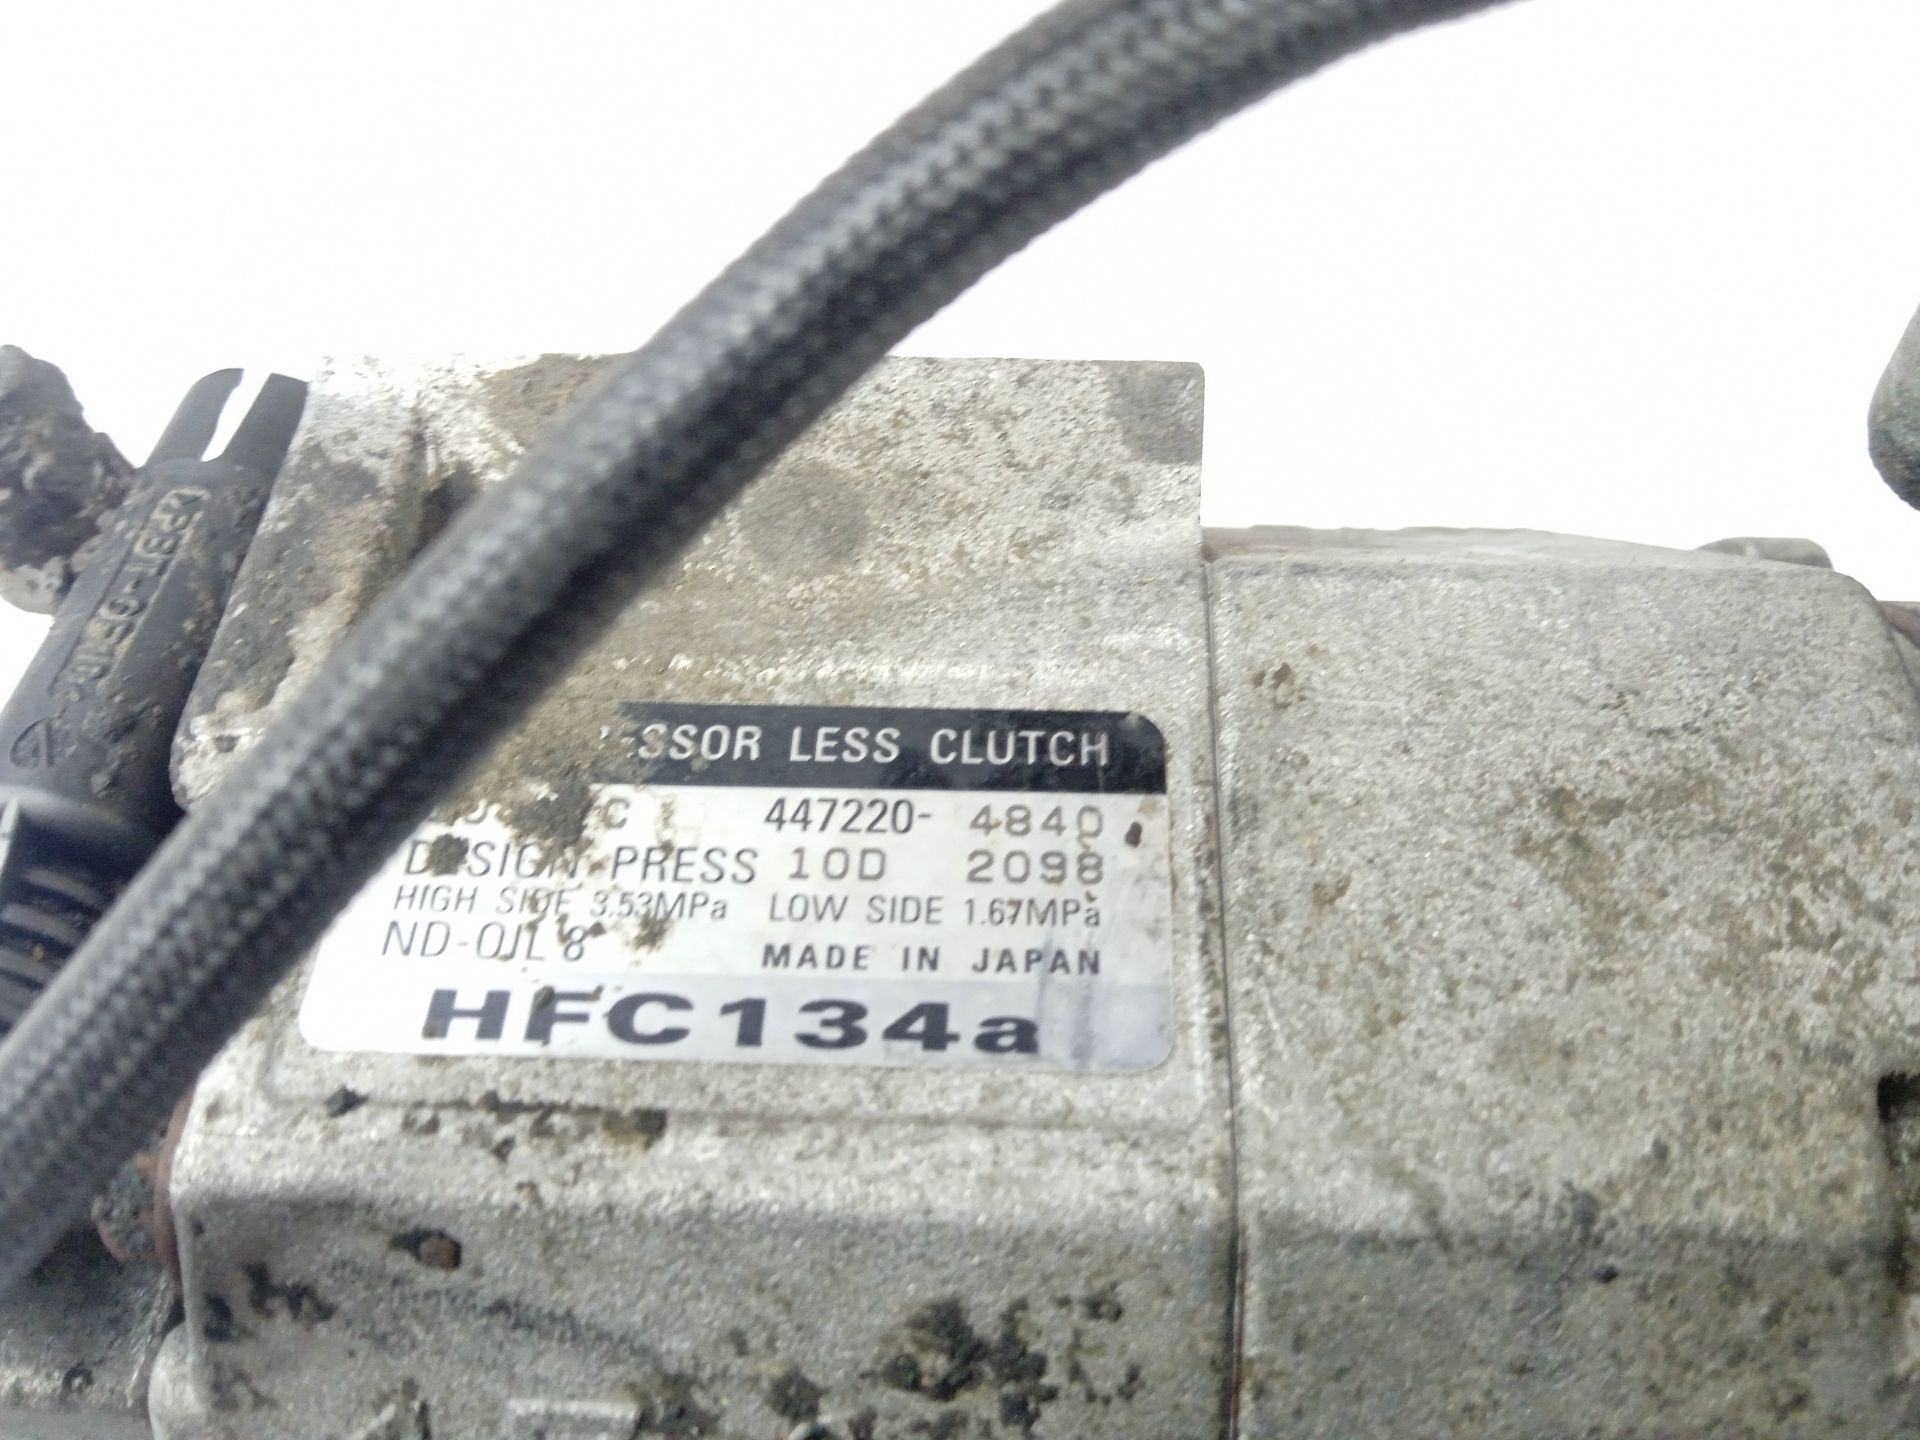 LESS CLUTCH
447220-4840
DESIGN PRESS 10D 2098
HIGH SIDE 3.53MPa LOW SIDE 1.67MPa
ND-OIL 8 MADE IN JAPAN
HFC134a